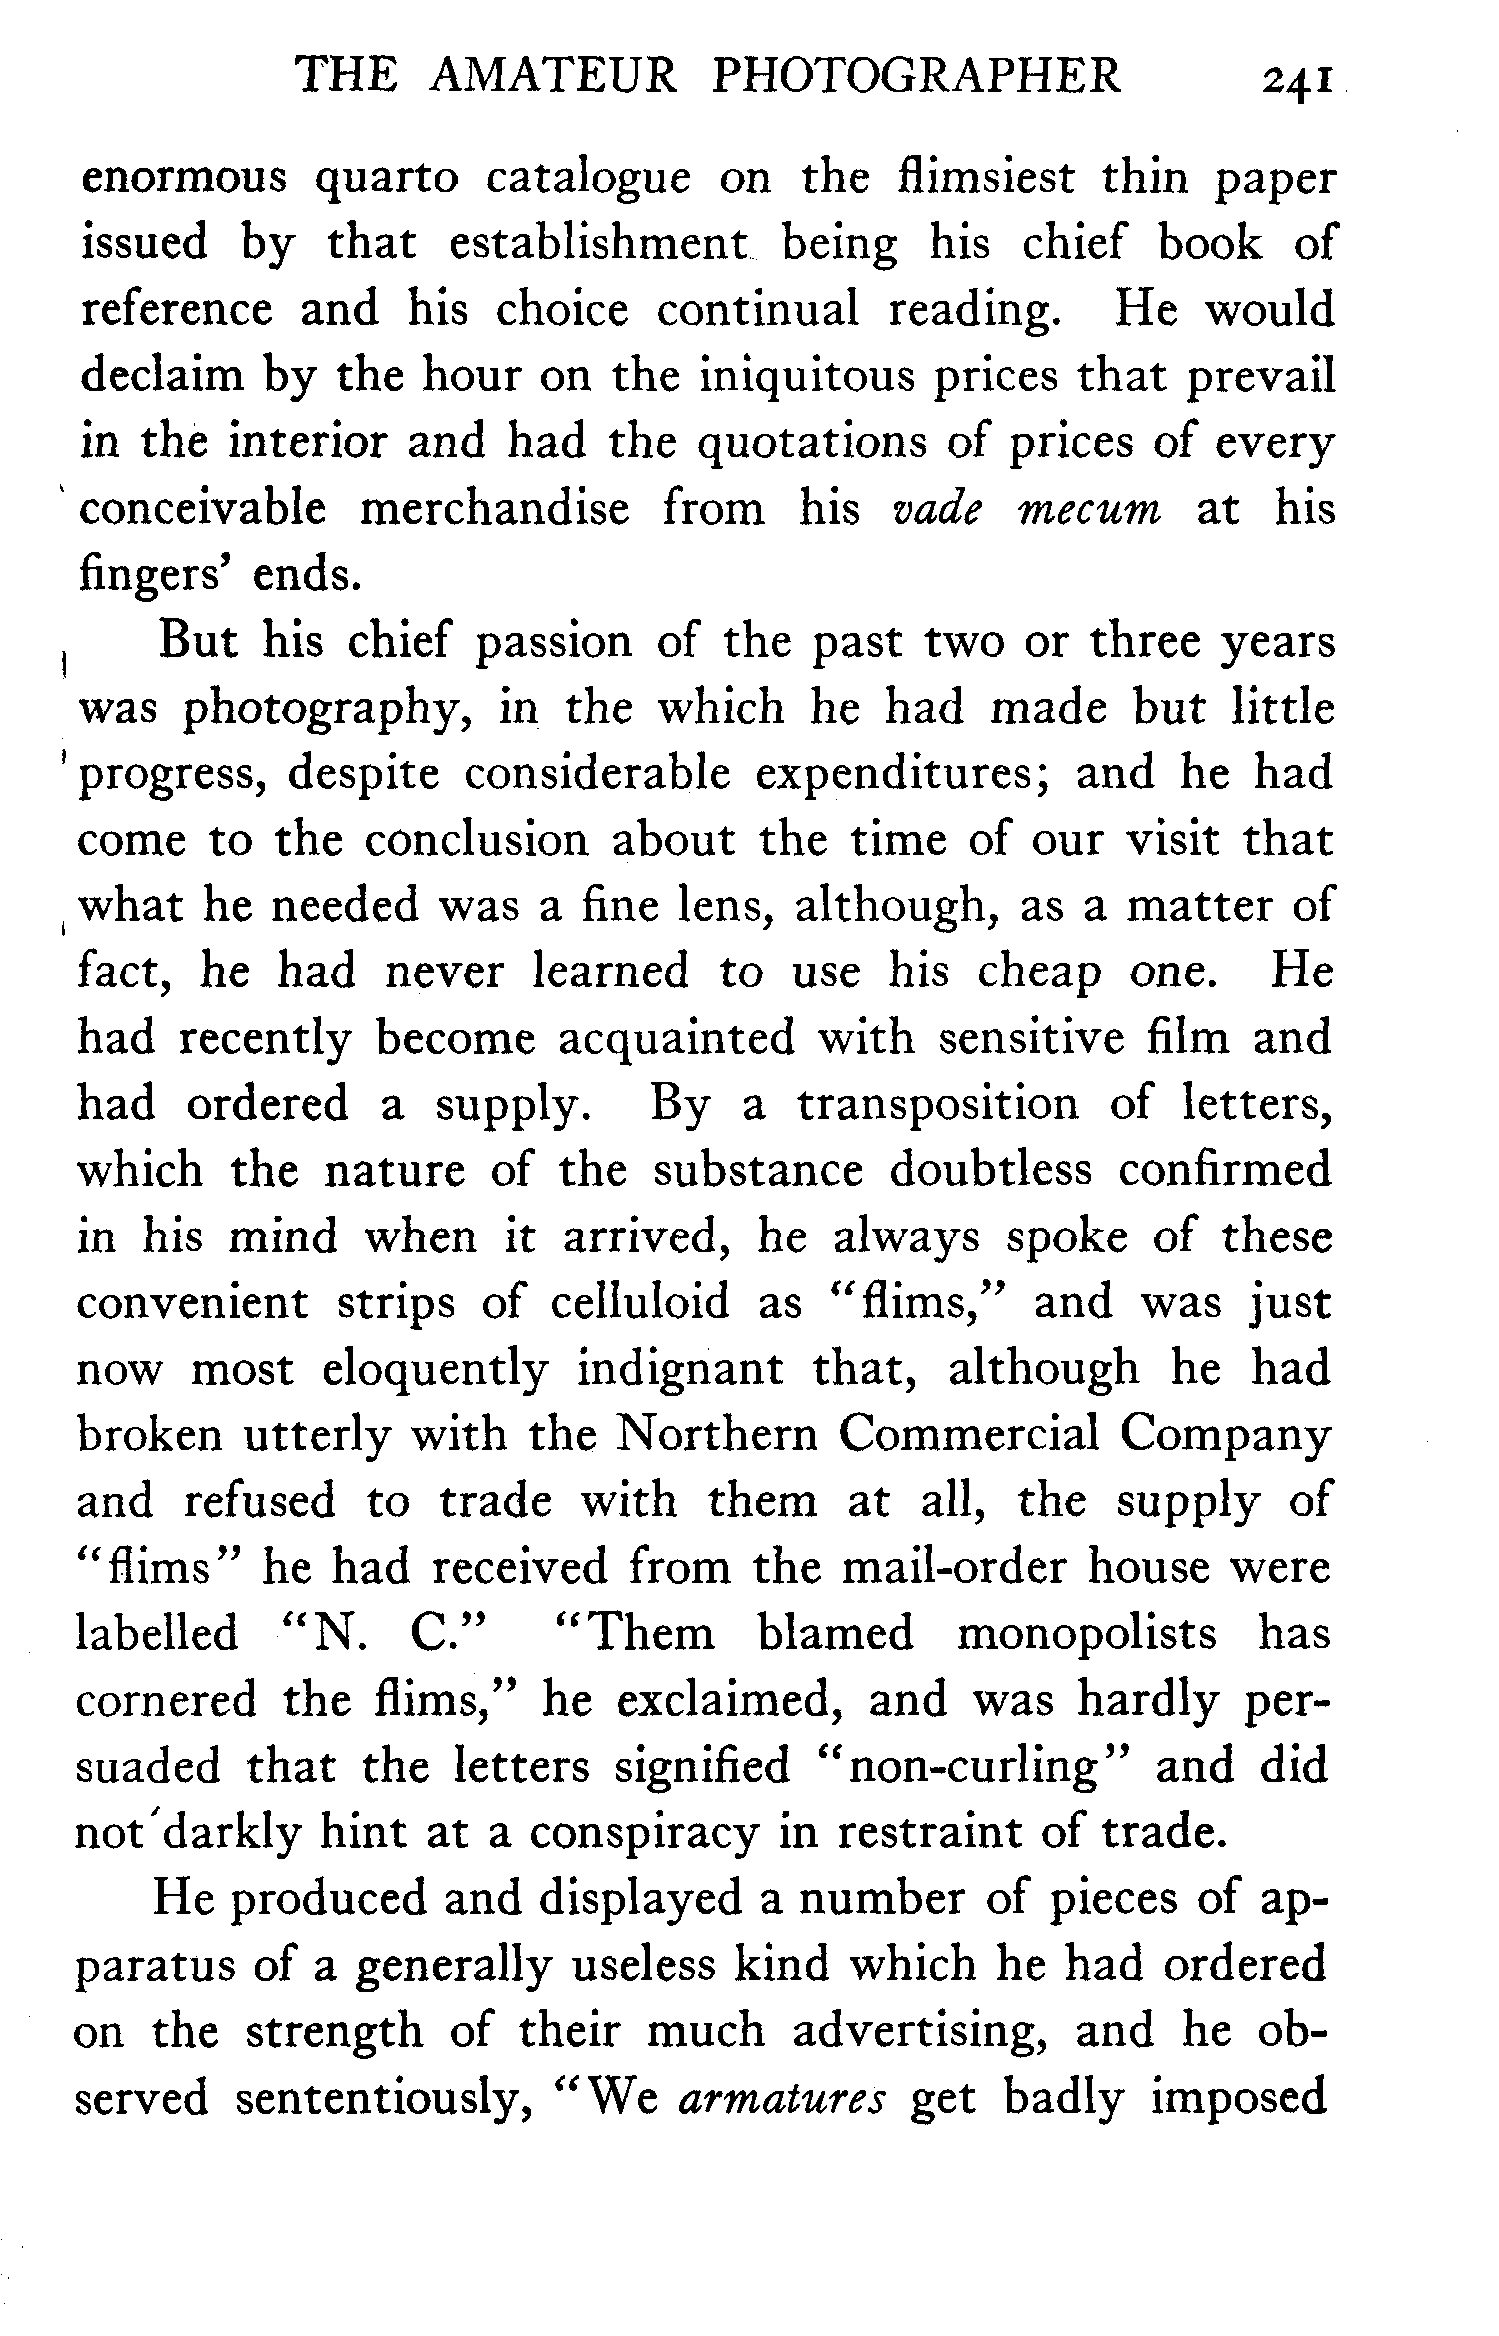 THE AMATEUR PHOTOGRAPHER 241
enormous quarto catalogue on the flimsiest thin paper
issued by that establishment being his chief book of
reference and his choice continual reading. He would
declaim by the hour on the iniquitous prices that prevail
in the interior and had the quotations of prices of every
conceivable merchandise from his vade mecum at his
fingers' ends.
But his chief passion of the past two or three years
was photography, in the which he had made but little
progress, despite considerable expenditures; and he had
come to the conclusion about the time of our visit that
what he needed was a fine lens, although, as a matter of
fact, he had never learned to use his cheap one. He
had recently become acquainted with sensitive film and
had ordered a supply. By a transposition of letters,
which the nature of the substance doubtless confirmed
in his mind when it arrived, he always spoke of these
convenient strips of celluloid as "flims," and was just
now most eloquently indignant that, although he had
broken utterly with the Northern Commercial Company
and refused to trade with them at all, the supply of
"flims" he had received from the mail-order house were
labelled "N. C." "Them blamed monopolists has
cornered the flims," he exclaimed, and was hardly per-
suaded that the letters signified "non-curling" and did
not darkly hint at a conspiracy in restraint of trade.
He produced and displayed a number of pieces of ap-
paratus of a generally useless kind which he had ordered
on the strength of their much advertising, and he ob-
served sententiously, "We armatures get badly imposed